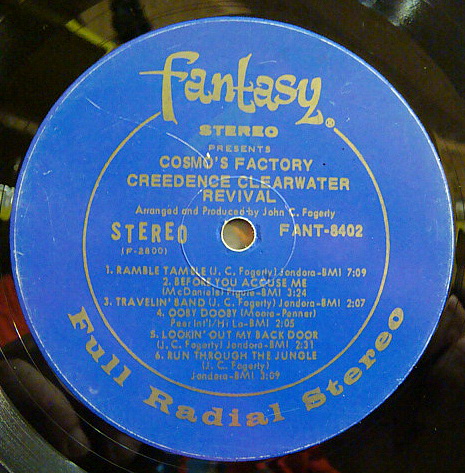 fantasy®
STEREO
PRESENTS
COSMO'S FACTORY
CREEDENCE CLEARWATER
REVIVAL
Arranged and Produced by John C. Fogerty
STEREO
(F-2800)
FANT-8402
1. RAMBLE TAMBLE (J. C. Fogerty) Jondora-BMI 7:09
2. BEFORE YOU ACCUSE ME
(McDaniels) Figure-BMI 3:24
3. TRAVELIN' BAND (J. C. Fogerty) Jondora-BMI 2:07
4. OOBY DOOBY (Moore-Penner)
Peer Int'l/Hi Lo-BMI 2:05
5. LOOKIN' OUT MY BACK DOOR
(J. C. Fogerty) Jondora-BMI 2:31
6. RUN THROUGH THE JUNGLE
(J. C. Fogerty)
Jondora-BMI 3:09
Full Radial Stereo